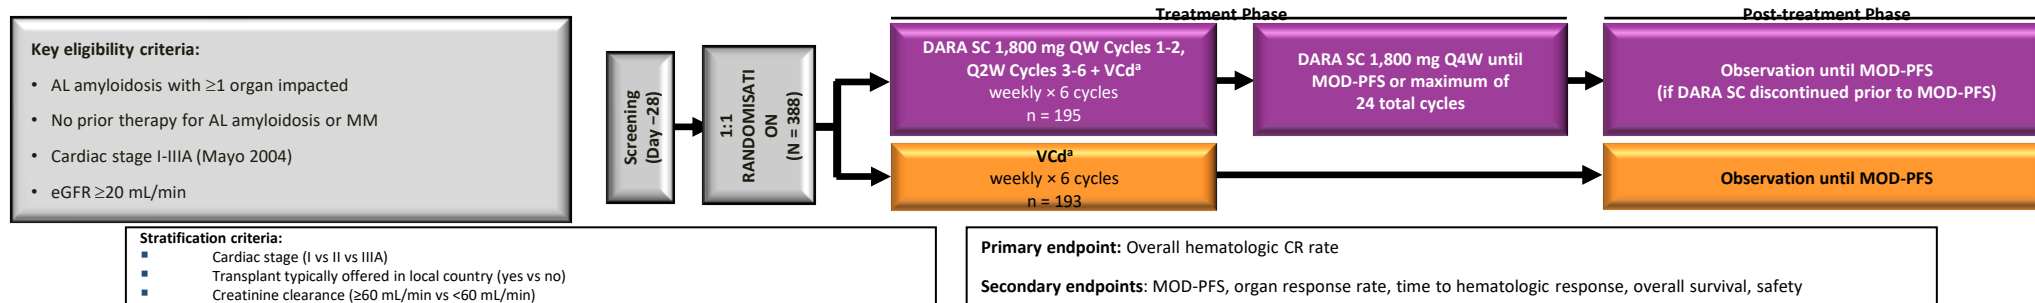 Treatment Phase
Post-treatment Phase
Key eligibility criteria:
• AL amyloidosis with ≥1 organ impacted
• No prior therapy for AL amyloidosis or MM
• Cardiac stage I-IIIA (Mayo 2004)
• eGFR ≥20 mL/min
Screening
(Day –28)
1:1
RANDOMISATI
ON
(N = 388)
DARA SC 1,800 mg QW Cycles 1-2,
Q2W Cycles 3-6 + VCdᵃ
weekly × 6 cycles
n = 195
DARA SC 1,800 mg Q4W until
MOD-PFS or maximum of
24 total cycles
Observation until MOD-PFS
(if DARA SC discontinued prior to MOD-PFS)
VCdᵃ
weekly × 6 cycles
n = 193
Observation until MOD-PFS
Stratification criteria:
▪ Cardiac stage (I vs II vs IIIA)
▪ Transplant typically offered in local country (yes vs no)
▪ Creatinine clearance (≥60 mL/min vs <60 mL/min)
Primary endpoint: Overall hematologic CR rate
Secondary endpoints: MOD-PFS, organ response rate, time to hematologic response, overall survival, safety